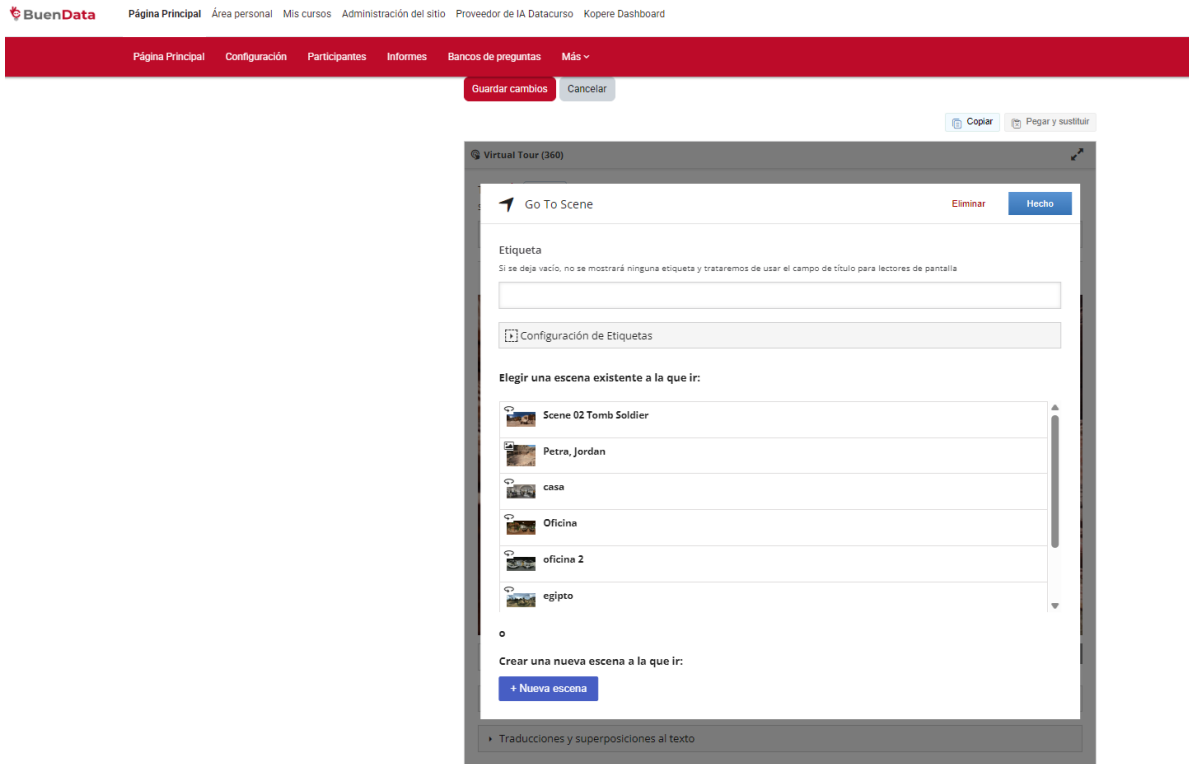 BuenData
Página Principal Área personal Mis cursos Administración del sitio Proveedor de IA Datacurso Kopere Dashboard
Página Principal Configuración Participantes Informes Bancos de preguntas Más
Guardar cambios Cancelar
Copiar Pegar y sustituir
Virtual Tour (360)
Go To Scene Eliminar Hecho
Etiqueta
Si se deja vacío, no se mostrará ninguna etiqueta y trataremos de usar el campo de título para lectores de pantalla
Configuración de Etiquetas
Elegir una escena existente a la que ir:
Scene 02 Tomb Soldier
Petra, Jordan
casa
Oficina
oficina 2
egipto
o
Crear una nueva escena a la que ir:
+ Nueva escena
Traducciones y superposiciones al texto